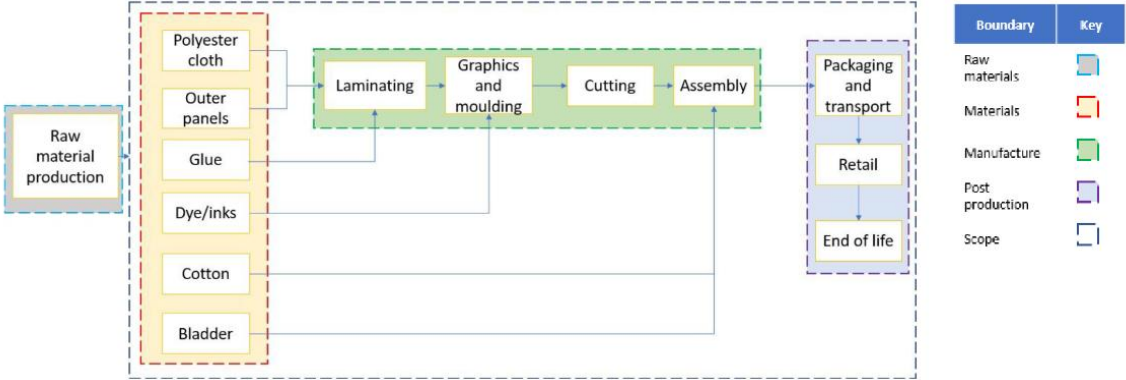 Raw
material
production
Polyester
cloth
Outer
panels
Glue
Dye/inks
Cotton
Bladder
Laminating
Graphics
and
moulding
Cutting
Assembly
Packaging
and
transport
Retail
End of life
Boundary Key
Raw
materials
Materials
Manufacture
Post
production
Scope